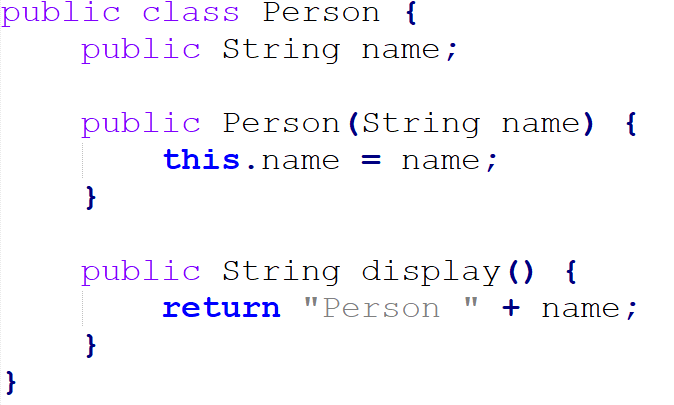 public class Person {
    public String name;

    public Person(String name) {
        this.name = name;
    }

    public String display() {
        return "Person " + name;
    }
}